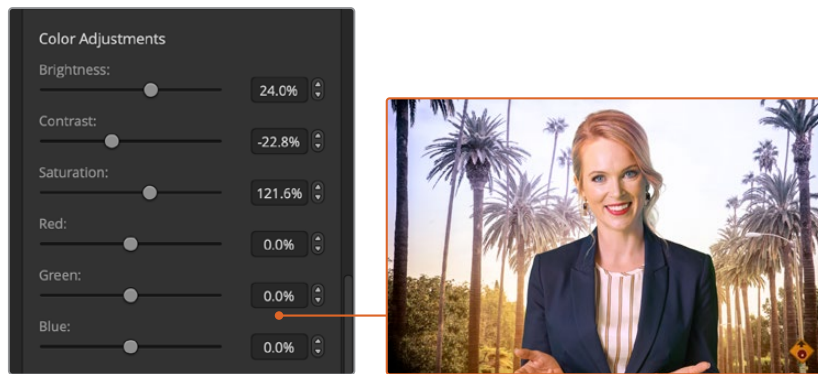 Color Adjustments
Brightness:
24.0%
Contrast:
-22.8%
Saturation:
121.6%
Red:
0.0%
Green:
0.0%
Blue:
0.0%